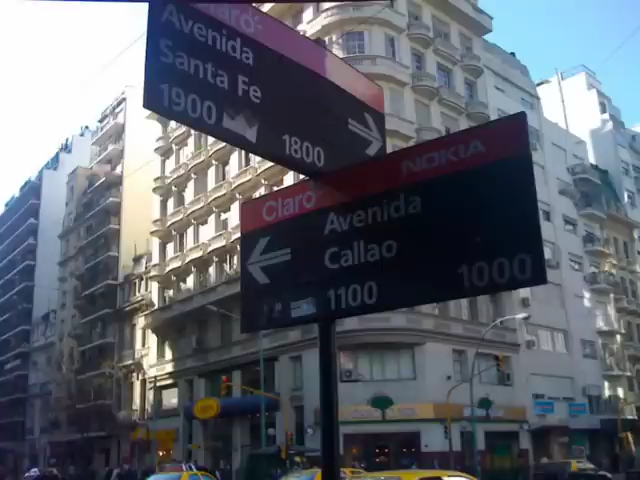 Claro
Avenida
Santa Fe
1900
1800
Claro
NOKIA
Avenida
Callao
1100
1000